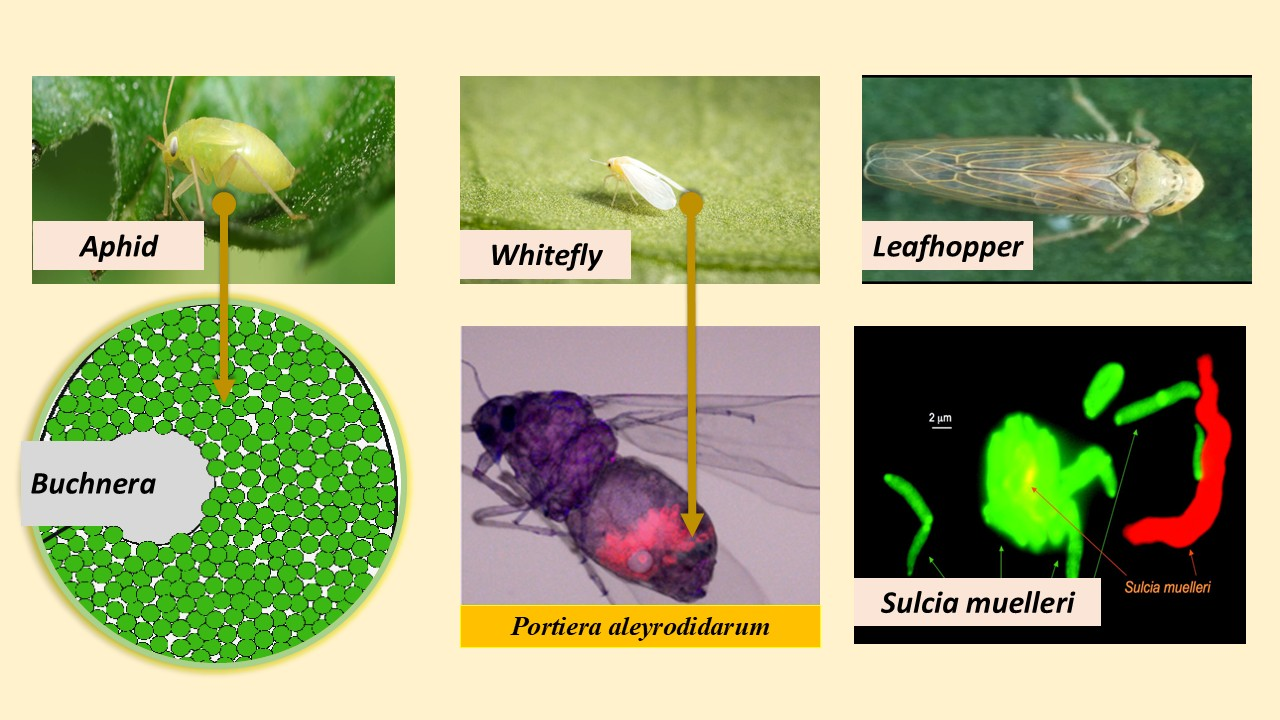 Aphid
Whitefly
Leafhopper
Buchnera
2 μm
Sulcia muelleri
Sulcia muelleri
Portiera aleyrodidarum